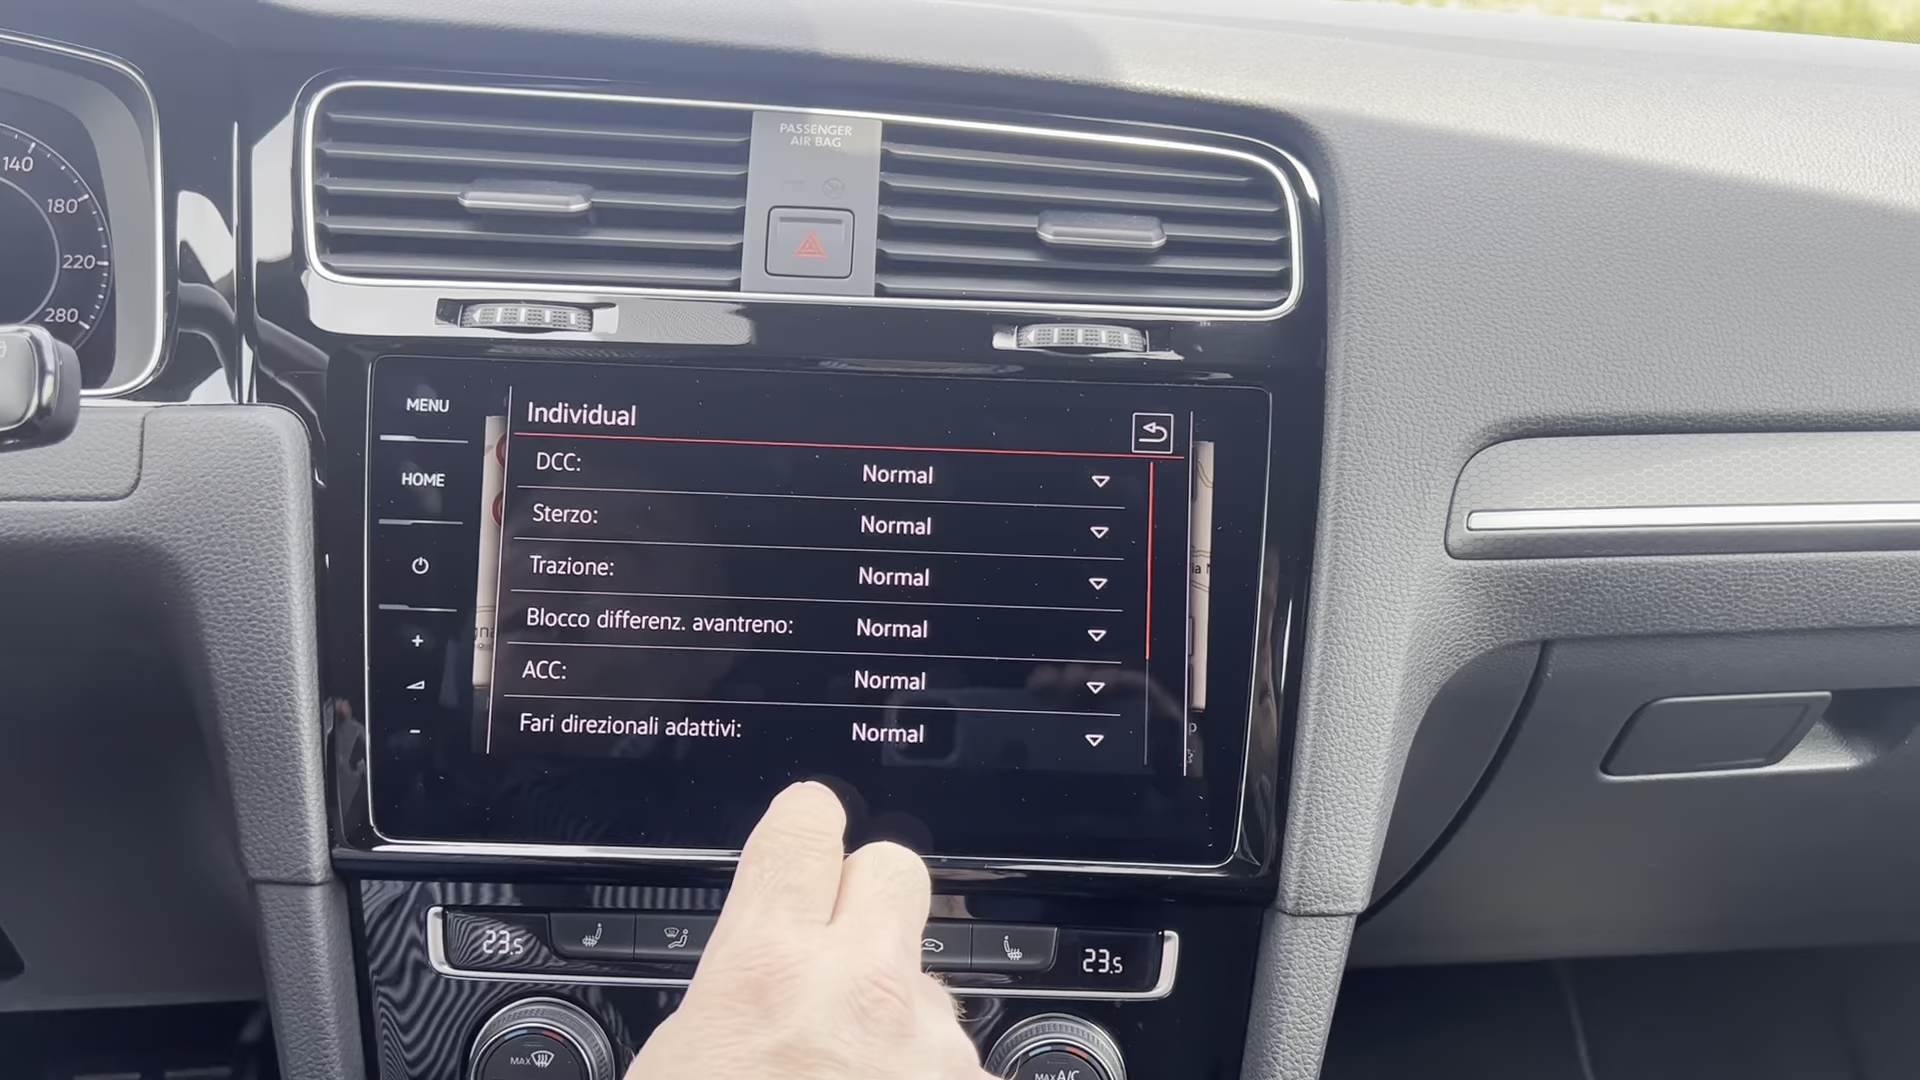 140
180
220
280
PASSENGER
AIR BAG
MENU
HOME
+
-
Individual
DCC: Normal
Sterzo: Normal
Trazione: Normal
Blocco differenz. avantreno: Normal
ACC: Normal
Fari direzionali adattivi: Normal
23.5
23.5
MAX
MAX A/C